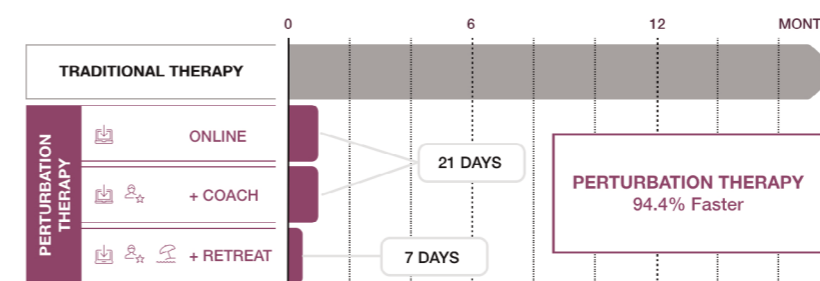 0 6 12 MONT
TRADITIONAL THERAPY
PERTURBATION
THERAPY
ONLINE
+ COACH
+ RETREAT
21 DAYS
7 DAYS
PERTURBATION THERAPY
94.4% Faster